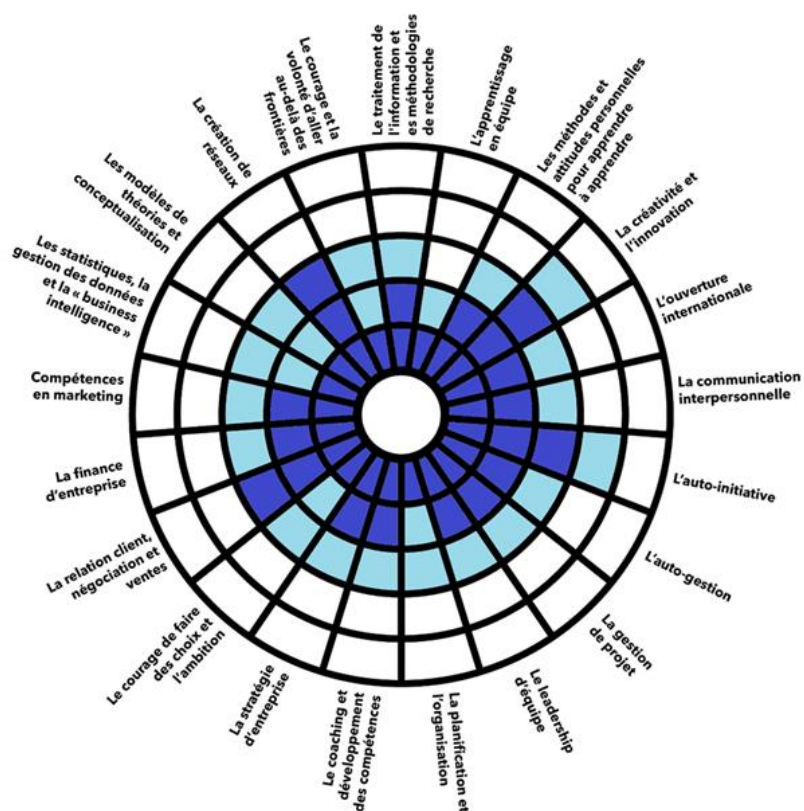 Le traitement de
l'information et
es méthodologies
de recherche
L'apprentissage
en équipe
Les méthodes et
attitudes personnelles
pour apprendre
à apprendre
La créativité et
l'innovation
L'ouverture
internationale
La communication
interpersonnelle
L'auto-initiative
L'auto-gestion
La gestion
de projet
Le leadership
d'équipe
La planification et
l'organisation
Le coaching et
développement
des compétences
La stratégie
d'entreprise
Le courage de faire
des choix et
l'ambition
La relation client,
négociation et
ventes
La finance
d'entreprise
Compétences
en marketing
Les statistiques, la
gestion des données
et la « business
intelligence »
Les modèles de
théories et
conceptualisation
La création de
réseaux
Le courage et la
volonté d'aller
au-delà des
frontières